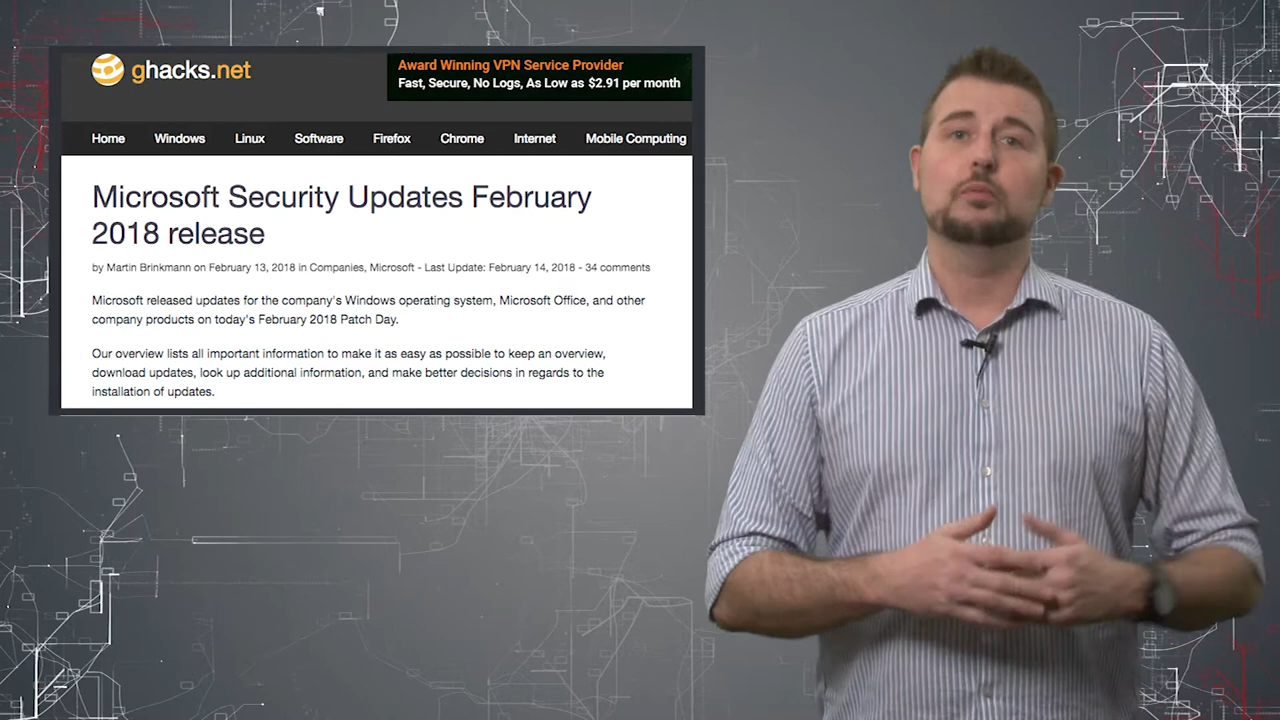 ghacks.net
Award Winning VPN Service Provider
Fast, Secure, No Logs, As Low as $2.91 per month
Home Windows Linux Software Firefox Chrome Internet Mobile Computing
Microsoft Security Updates February
2018 release
by Martin Brinkmann on February 13, 2018 in Companies, Microsoft - Last Update: February 14, 2018 - 34 comments
Microsoft released updates for the company's Windows operating system, Microsoft Office, and other
company products on today's February 2018 Patch Day.
Our overview lists all important information to make it as easy as possible to keep an overview,
download updates, look up additional information, and make better decisions in regards to the
installation of updates.